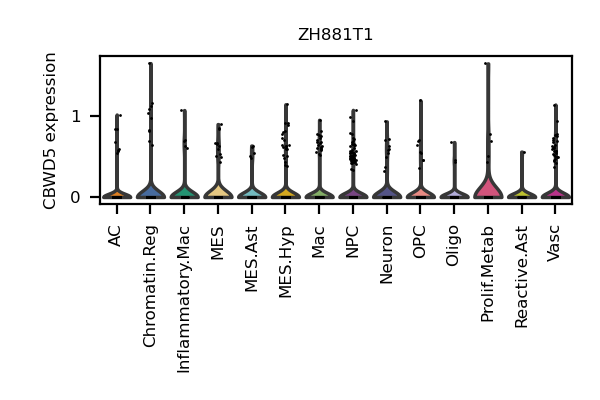 ZH881T1
CBWD5 expression
1
0
AC
Chromatin.Reg
Inflammatory.Mac
MES
MES.Ast
MES.Hyp
Mac
NPC
Neuron
OPC
Oligo
Prolif.Metab
Reactive.Ast
Vasc